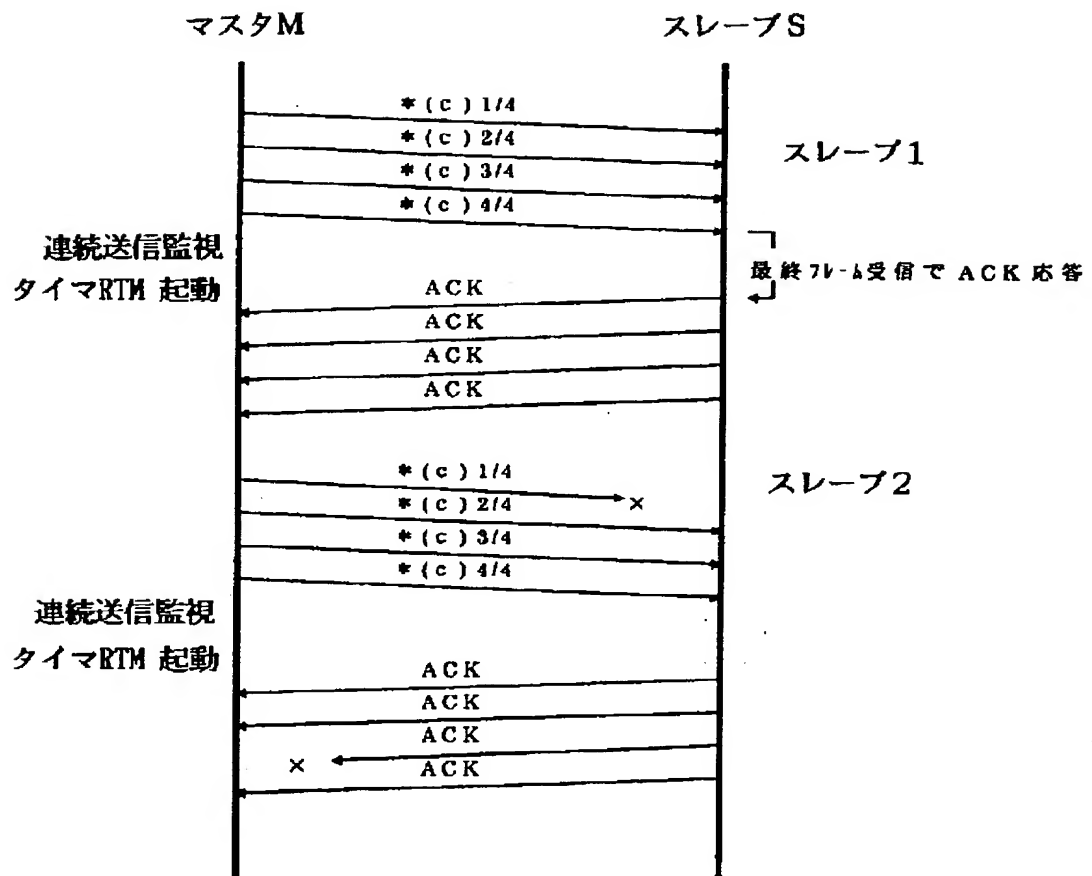 マスタM
スレーブS
*(c)1/4
*(c)2/4
スレーブ1
*(c)3/4
*(c)4/4
連続送信監視
タイマRTM 起動
最終フレーム受信で ACK 応答
ACK
ACK
ACK
ACK
*(c)1/4
×
スレーブ2
*(c)2/4
*(c)3/4
*(c)4/4
連続送信監視
タイマRTM 起動
ACK
ACK
ACK
×
ACK